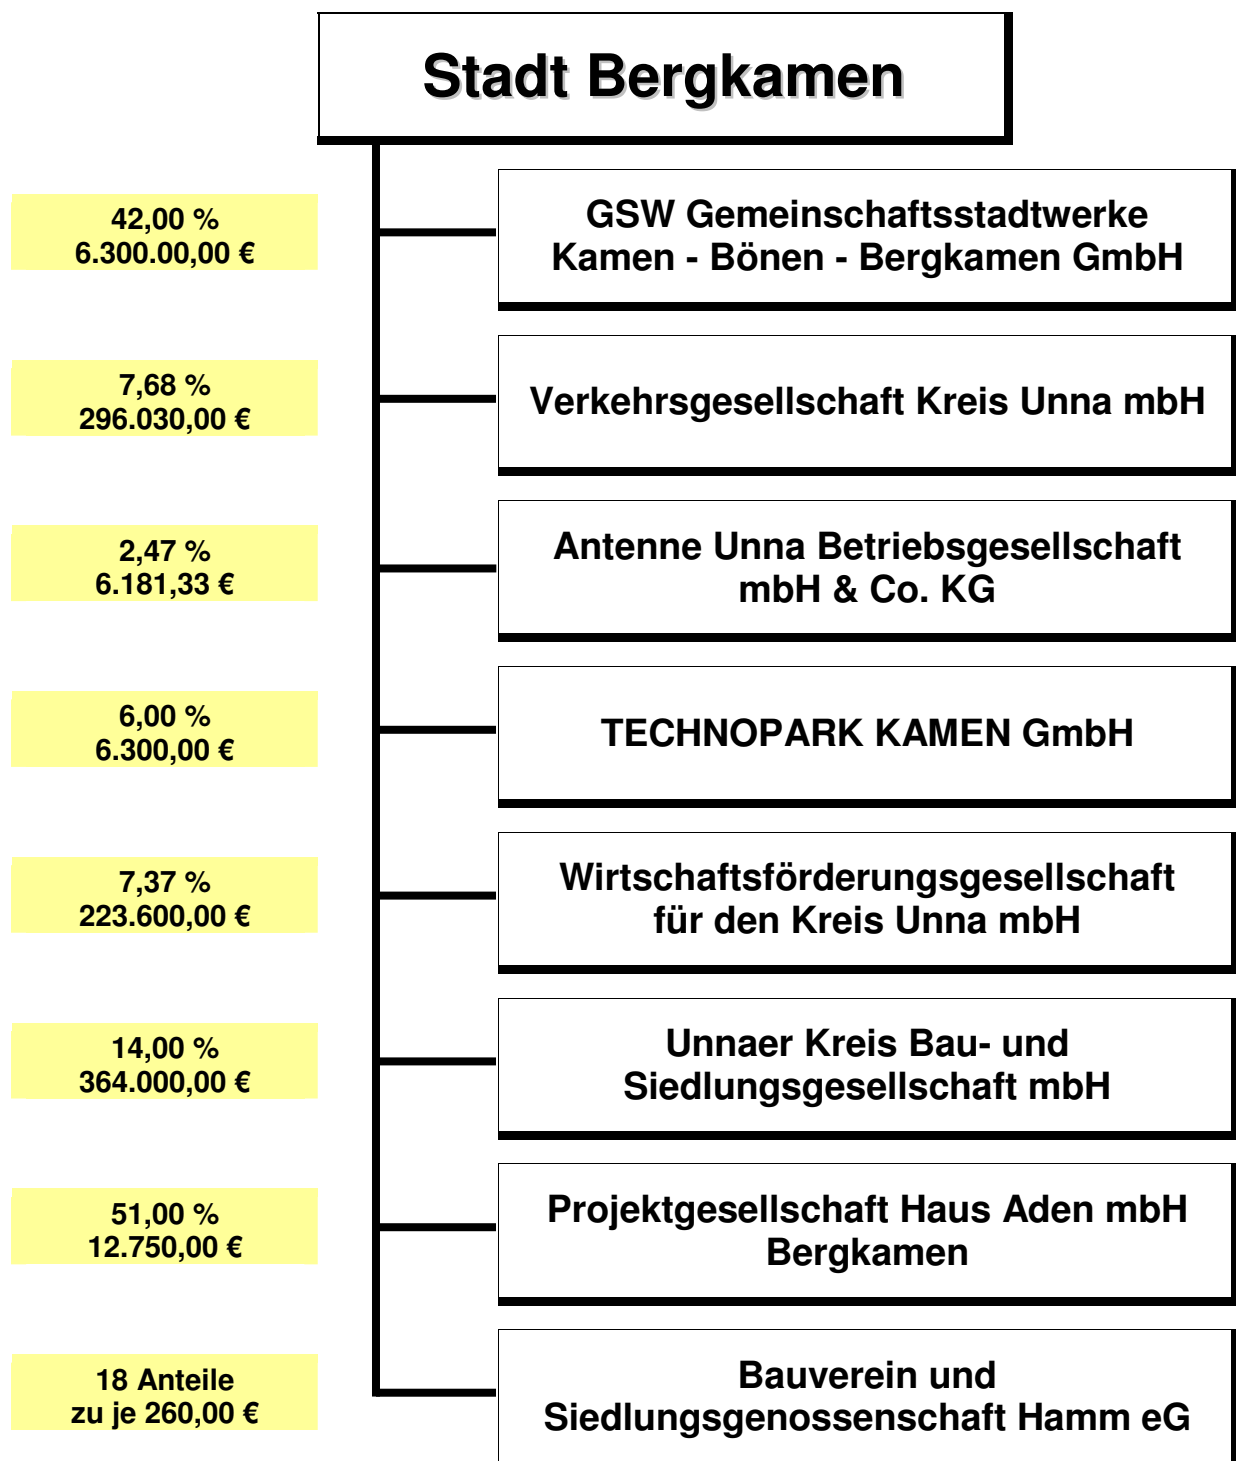 Stadt Bergkamen
42,00 %
6.300.00,00 €
GSW Gemeinschaftsstadtwerke
Kamen - Bönen - Bergkamen GmbH
7,68 %
296.030,00 €
Verkehrsgesellschaft Kreis Unna mbH
2,47 %
6.181,33 €
Antenne Unna Betriebsgesellschaft
mbH & Co. KG
6,00 %
6.300,00 €
TECHNOPARK KAMEN GmbH
7,37 %
223.600,00 €
Wirtschaftsförderungsgesellschaft
für den Kreis Unna mbH
14,00 %
364.000,00 €
Unnaer Kreis Bau- und
Siedlungsgesellschaft mbH
51,00 %
12.750,00 €
Projektgesellschaft Haus Aden mbH
Bergkamen
18 Anteile
zu je 260,00 €
Bauverein und
Siedlungsgenossenschaft Hamm eG